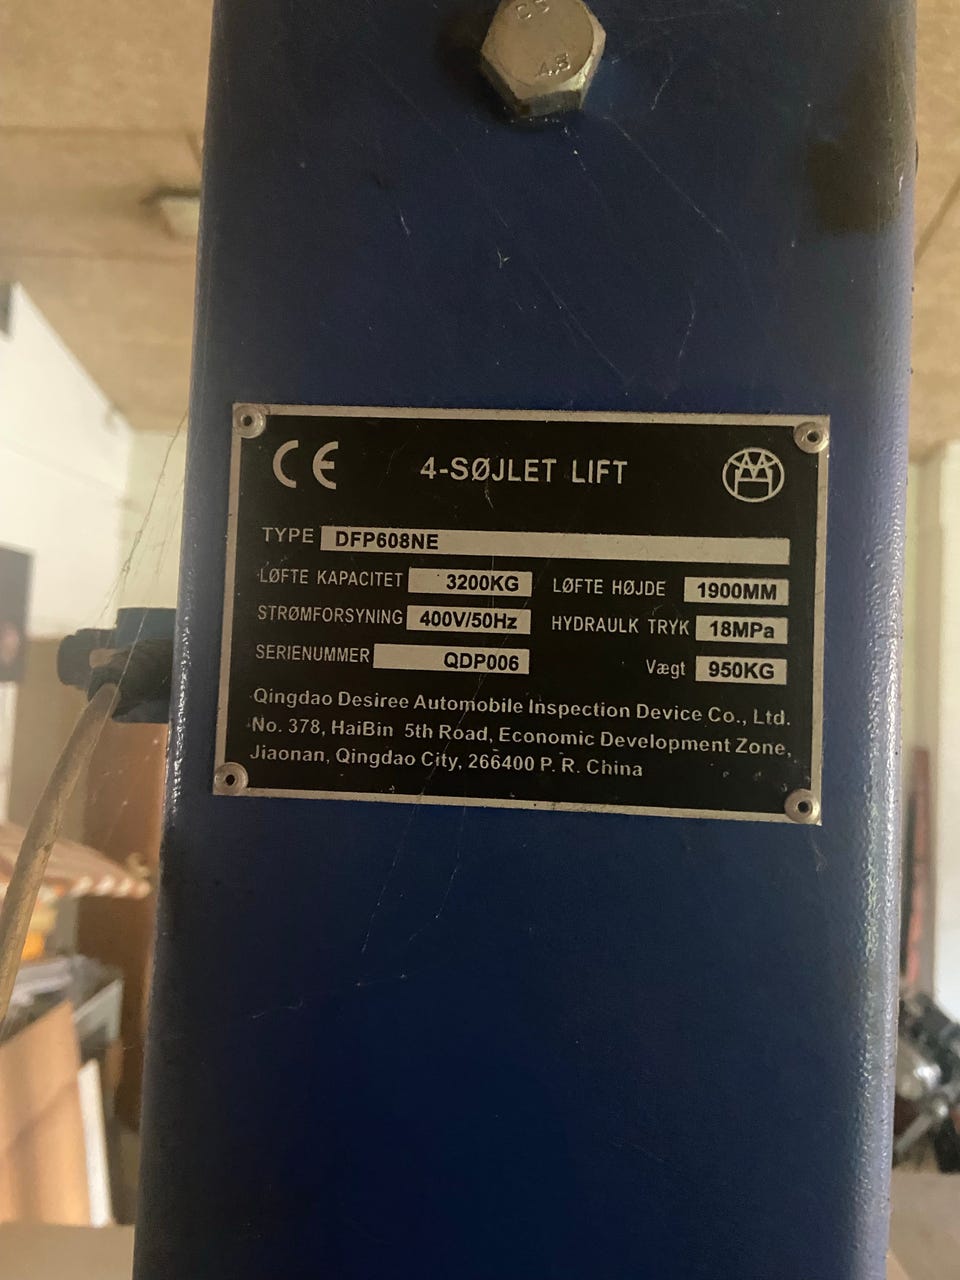 4.8
CE
4-SØJLET LIFT
TYPE DFP608NE
LØFTE KAPACITET 3200KG LØFTE HØJDE 1900MM
STRØMFORSYNING 400V/50Hz HYDRAULK TRYK 18MPa
SERIENUMMER QDP006 Vægt 950KG
Qingdao Desiree Automobile Inspection Device Co., Ltd.
No. 378, HaiBin 5th Road, Economic Development Zone,
Jiaonan, Qingdao City, 266400 P. R. China